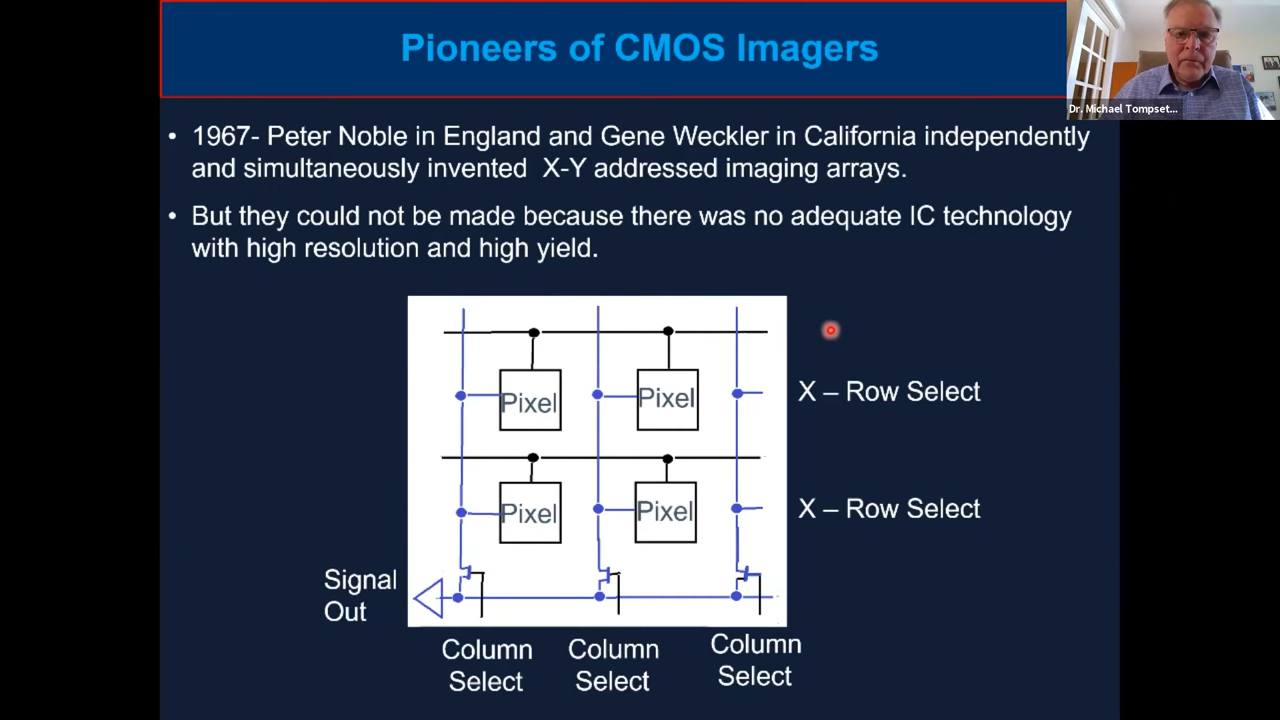 Pioneers of CMOS Imagers
Dr. Michael Tompset...
• 1967- Peter Noble in England and Gene Weckler in California independently
and simultaneously invented X-Y addressed imaging arrays.
• But they could not be made because there was no adequate IC technology
with high resolution and high yield.
Pixel Pixel
X – Row Select
Pixel Pixel
X – Row Select
Signal
Out
Column
Select
Column
Select
Column
Select